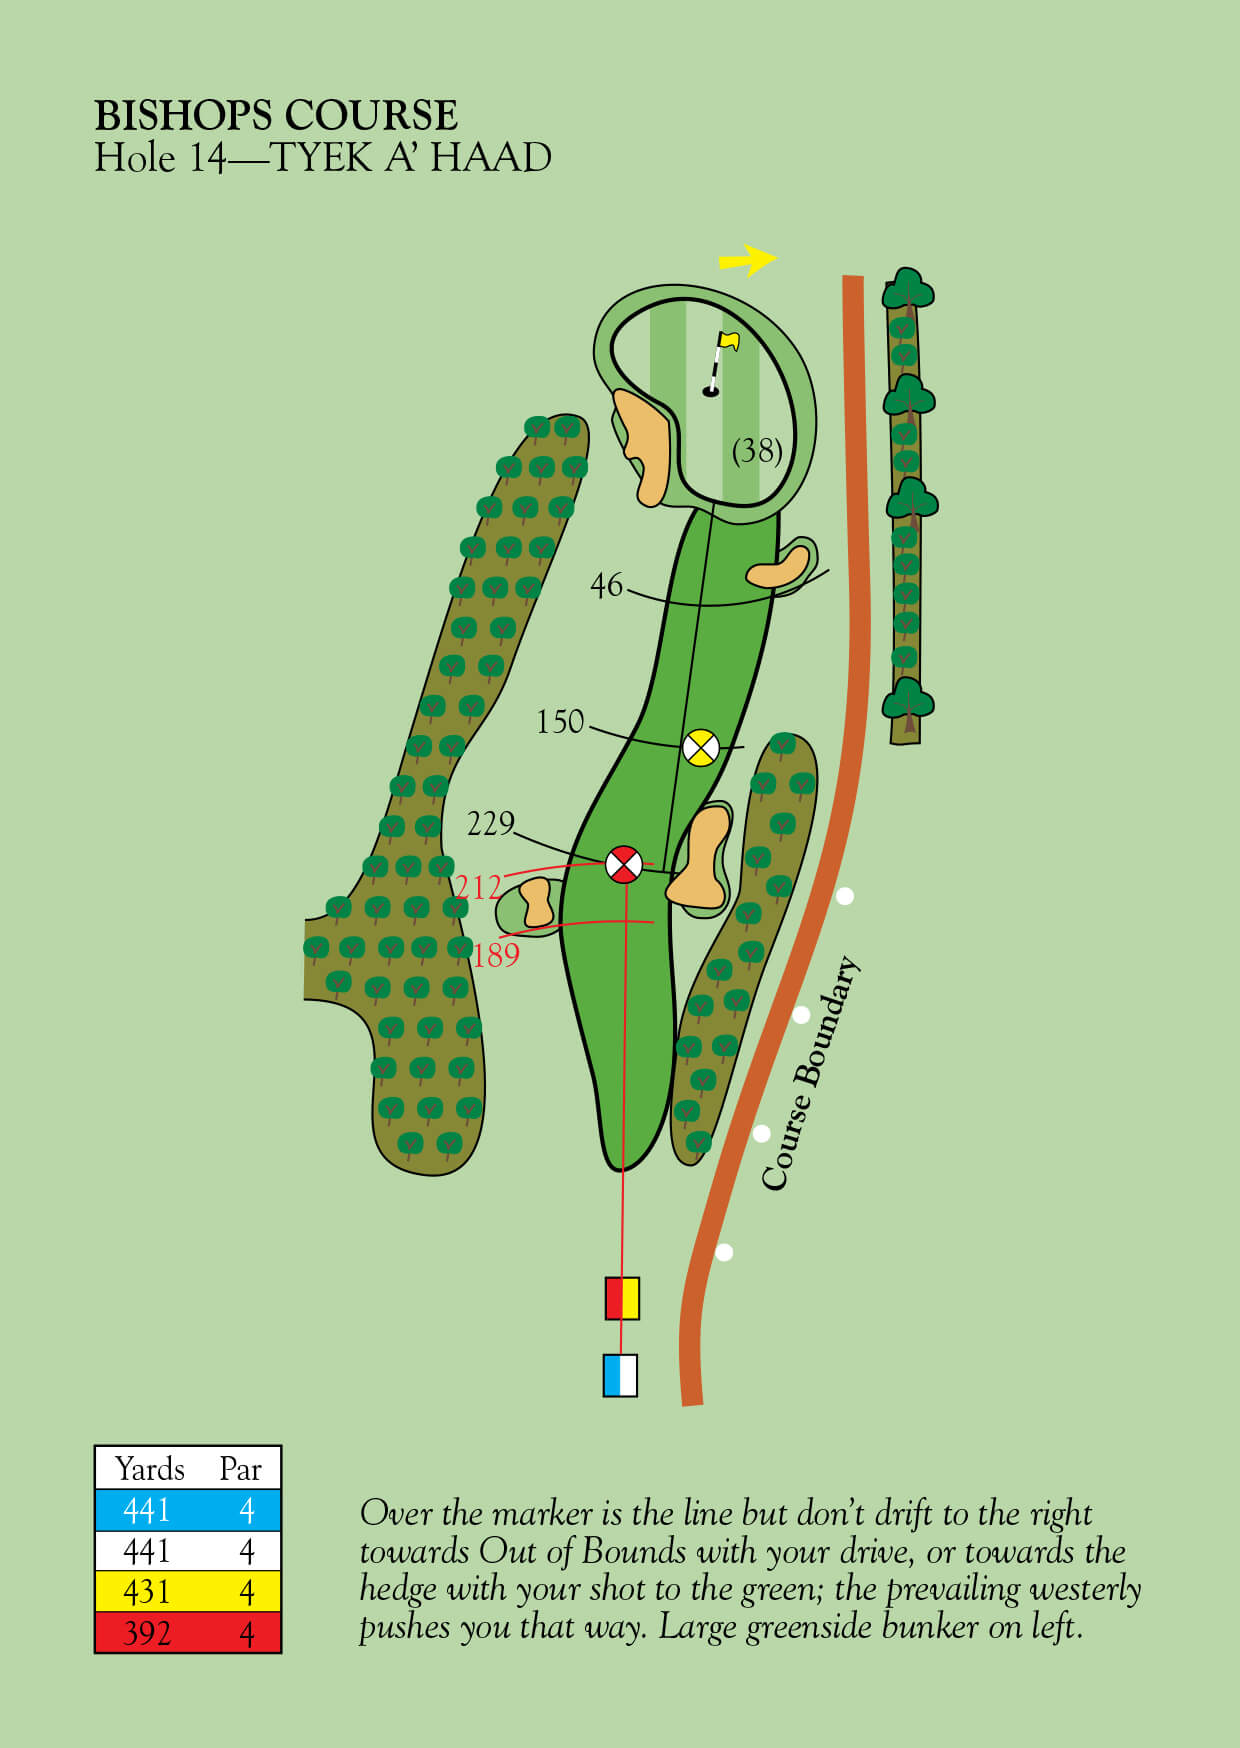 BISHOPS COURSE
Hole 14—TYEK A’ HAAD
(38)
46
150
229
212
189
Course Boundary
Yards Par
441 4
441 4
431 4
392 4
Over the marker is the line but don’t drift to the right
towards Out of Bounds with your drive, or towards the
hedge with your shot to the green; the prevailing westerly
pushes you that way. Large greenside bunker on left.